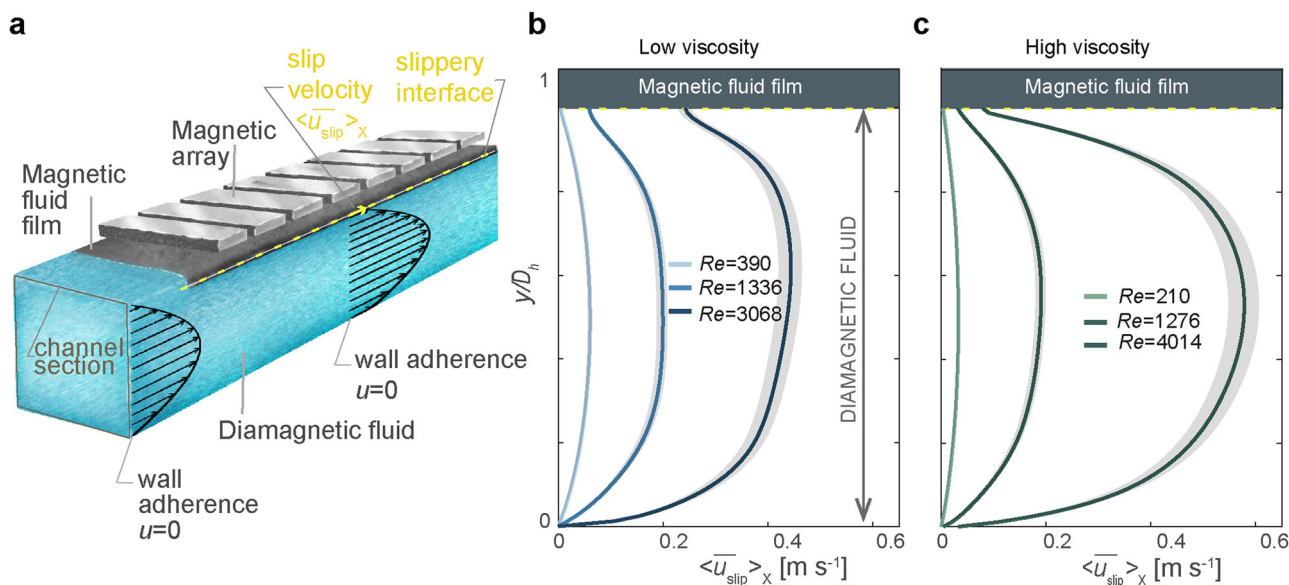 a
slip
velocity
<u̅slip>X
slippery
interface
Magnetic
array
Magnetic
fluid
film
channel
section
wall adherence
u=0
Diamagnetic fluid
wall
adherence
u=0
b
Low viscosity
1
Magnetic fluid film
y/Dh
Re=390
Re=1336
Re=3068
DIAMAGNETIC FLUID
0
0 0.2 0.4 0.6
<u̅slip>X [m s-1]
c
High viscosity
Magnetic fluid film
Re=210
Re=1276
Re=4014
0 0.2 0.4 0.6
<u̅slip>X [m s-1]